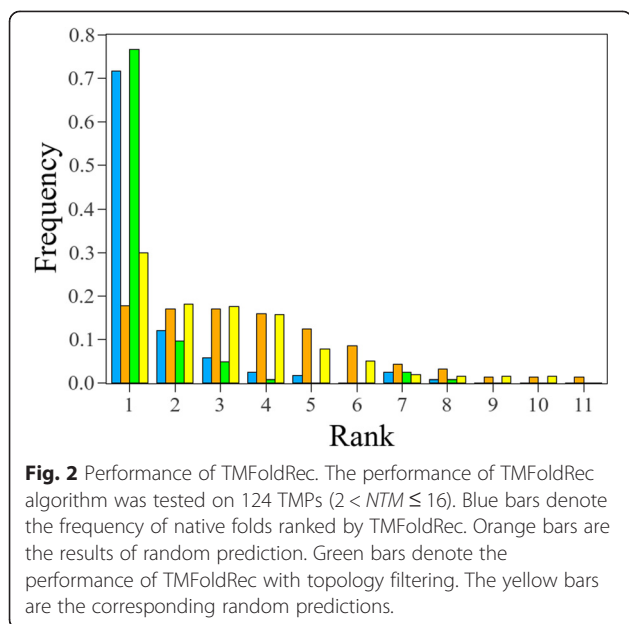 0.8
0.7
0.6
0.5
0.4
0.3
0.2
0.1
0.0
Frequency
1 2 3 4 5 6 7 8 9 10 11
Rank
Fig. 2 Performance of TMFoldRec. The performance of TMFoldRec
algorithm was tested on 124 TMPs (2 < NTM ≤ 16). Blue bars denote
the frequency of native folds ranked by TMFoldRec. Orange bars are
the results of random prediction. Green bars denote the
performance of TMFoldRec with topology filtering. The yellow bars
are the corresponding random predictions.